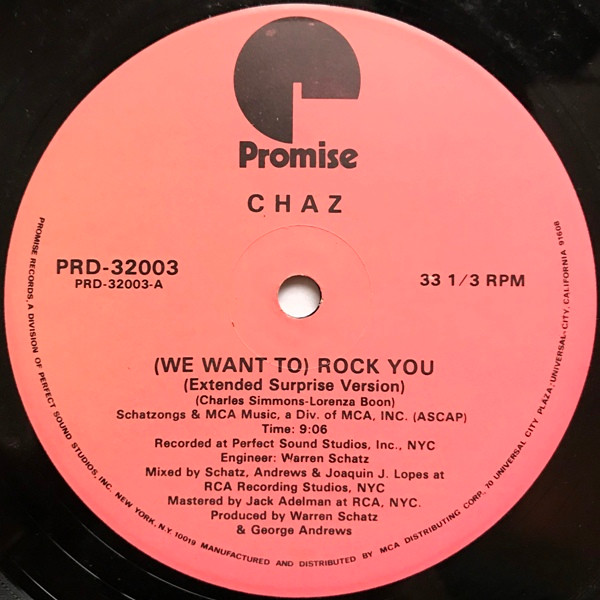 Promise
CHAZ
PRD-32003
PRD-32003-A
33 1/3 RPM
(WE WANT TO) ROCK YOU
(Extended Surprise Version)
(Charles Simmons-Lorenza Boon)
Schatzongs & MCA Music, a Div. of MCA, INC. (ASCAP)
Time: 9:06
Recorded at Perfect Sound Studios, Inc., NYC
Engineer: Warren Schatz
Mixed by Schatz, Andrews & Joaquin J. Lopes at
RCA Recording Studios, NYC
Mastered by Jack Adelman at RCA, NYC.
Produced by Warren Schatz
& George Andrews
PROMISE RECORDS, A DIVISION OF PERFECT SOUND STUDIOS, INC. NEW YORK, N.Y. 10019 MANUFACTURED AND DISTRIBUTED BY MCA DISTRIBUTING CORP. 70 UNIVERSAL CITY PLAZA · UNIVERSAL-CITY, CALIFORNIA 91608